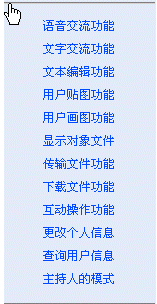 语音交流功能
文字交流功能
文本编辑功能
用户贴图功能
用户画图功能
显示对象文件
传输文件功能
下载文件功能
互动操作功能
更改个人信息
查询用户信息
主持人的模式